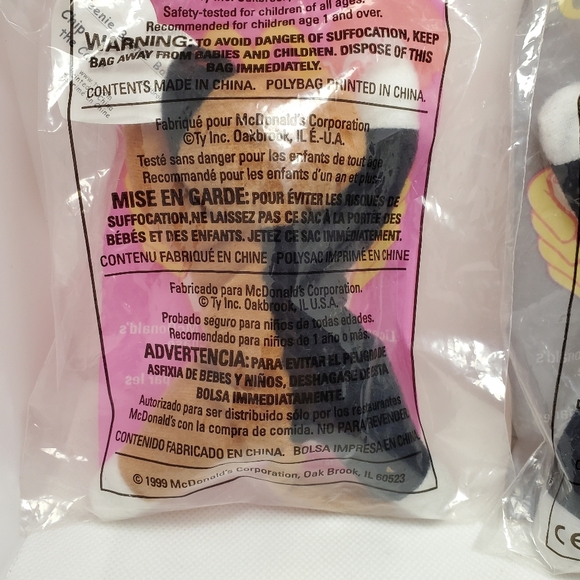 Safety-tested for children of all ages.
Recommended for children age 1 and over.
WARNING: TO AVOID DANGER OF SUFFOCATION, KEEP
BAG AWAY FROM BABIES AND CHILDREN. DISPOSE OF THIS
BAG IMMEDIATELY.
CONTENTS MADE IN CHINA. POLYBAG PRINTED IN CHINA.
Fabriqué pour McDonald's Corporation
©Ty Inc. Oakbrook, IL É.-U.A.
Testé sans danger pour les enfants de tout âge
Recommandé pour les enfants d'un an et plus
MISE EN GARDE: POUR ÉVITER LES RISQUES DE
SUFFOCATION, NE LAISSEZ PAS CE SAC À LA PORTÉE DES
BÉBÉS ET DES ENFANTS. JETEZ CE SAC IMMÉDIATEMENT.
CONTENU FABRIQUÉ EN CHINE POLYSAC IMPRIMÉ EN CHINE
Fabricado para McDonald's Corporation.
© Ty Inc. Oakbrook, IL U.S.A.
Probado seguro para niños de todas edades.
Recomendado para niños de 1 año o más.
ADVERTENCIA: PARA EVITAR EL PELIGRO DE
ASFIXIA DE BEBES Y NIÑOS, DESHAGASE DE ESTA
BOLSA IMMEDIATAMENTE.
Autorizado para ser distribuido sólo por los restaurantes
McDonald's con la compra de comida. NO PARA REVENDER.
CONTENIDO FABRICADO EN CHINA. BOLSA IMPRESA EN CHINA.
© 1999 McDonald's Corporation, Oak Brook, IL 60523
CE